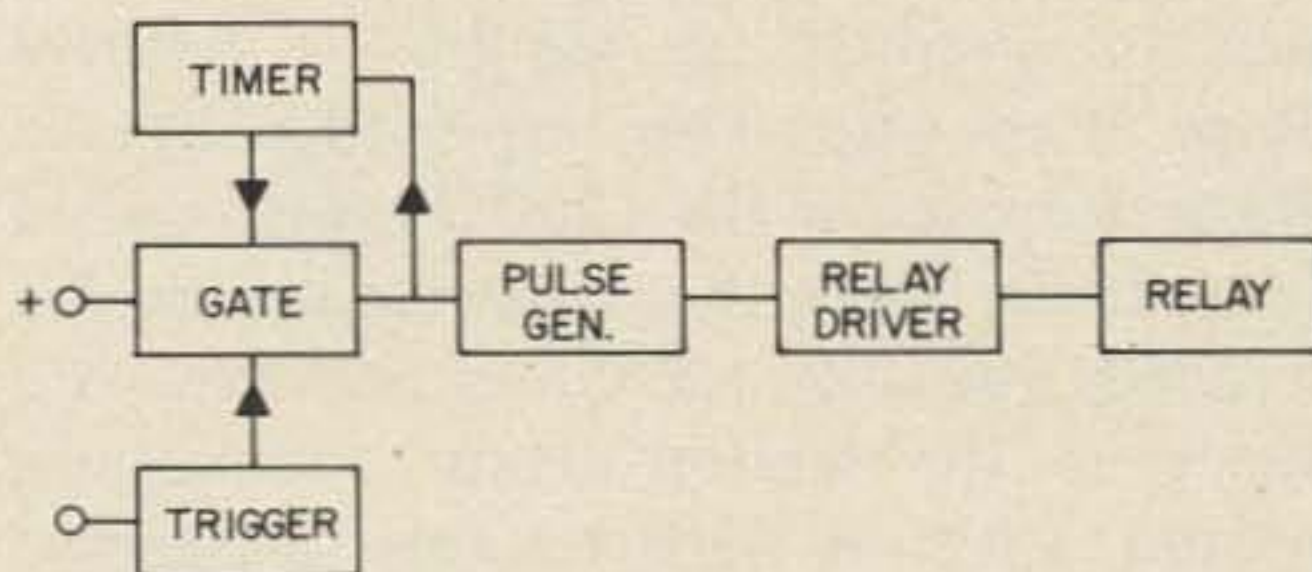 TIMER
+
GATE
PULSE
GEN.
RELAY
DRIVER
RELAY
TRIGGER